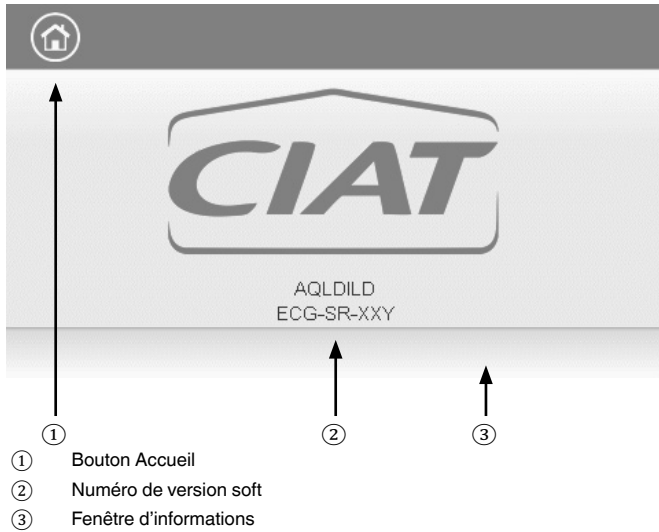 CIAT
AQLDILD
ECG-SR-XXY
① ② ③
① Bouton Accueil
② Numéro de version soft
③ Fenêtre d'informations